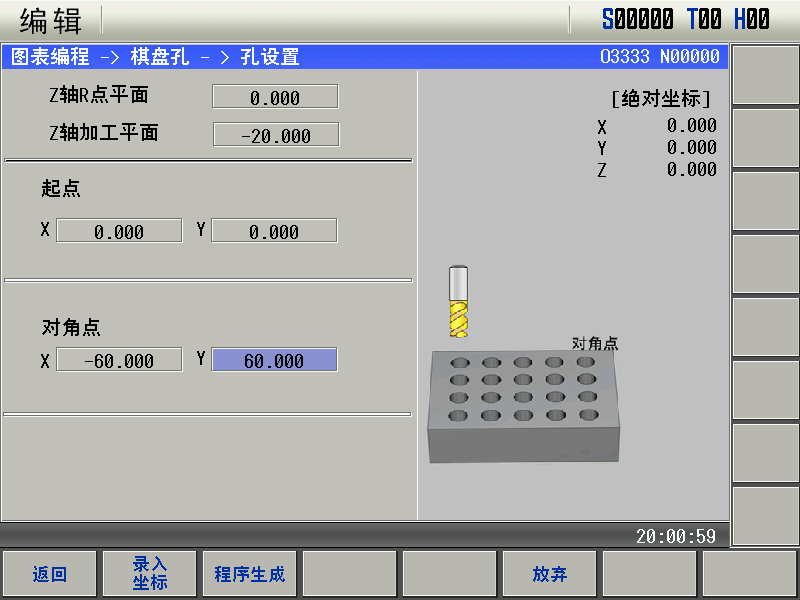 编辑 S00000 T00 H00
图表编程 -> 棋盘孔 - > 孔设置 O3333 N00000
Z轴R点平面 0.000
Z轴加工平面 -20.000
[绝对坐标]
X 0.000
Y 0.000
Z 0.000
起点
X 0.000 Y 0.000
对角点
X -60.000 Y 60.000
对角点
20:00:59
返回
录入
坐标
程序生成
放弃